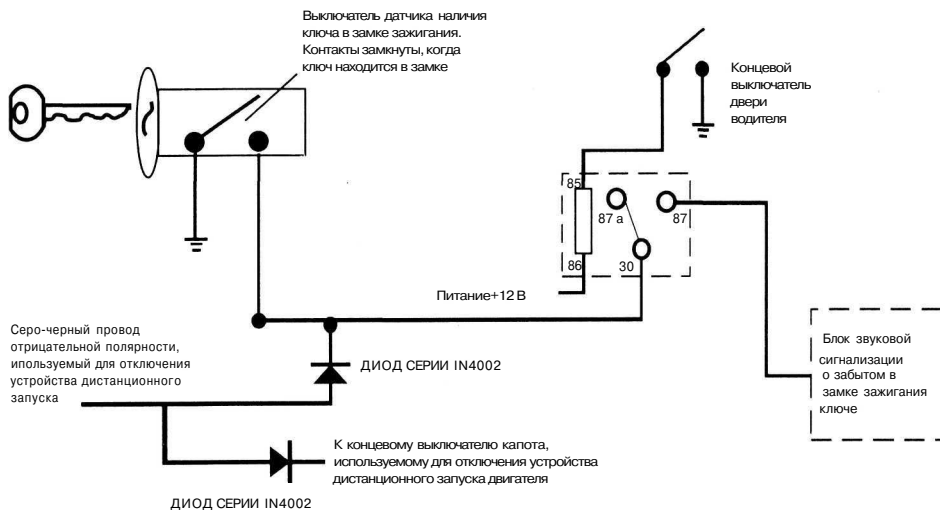 Выключатель датчика наличия
ключа в замке зажигания.
Контакты замкнуты, когда
ключ находится в замке
Концевой
выключатель
двери
водителя
85
87 а
87
86
30
Питание+12 В
Серо-черный провод
отрицательной полярности,
ипользуемый для отключения
устройства дистанционного
запуска
ДИОД СЕРИИ IN4002
Блок звуковой
сигнализации
о забытом в
замке зажигания
ключе
К концевому выключателю капота,
используемому для отключения устройства
дистанционного запуска двигателя
ДИОД СЕРИИ IN4002